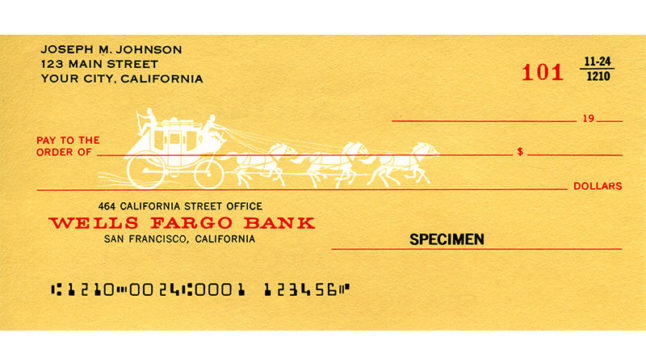 JOSEPH M. JOHNSON
123 MAIN STREET
YOUR CITY, CALIFORNIA
101
11-24
1210
19
PAY TO THE
ORDER OF
$
DOLLARS
464 CALIFORNIA STREET OFFICE
WELLS FARGO BANK
SAN FRANCISCO, CALIFORNIA
SPECIMEN
⑆1210⑉0024⑆0001 123456⑈